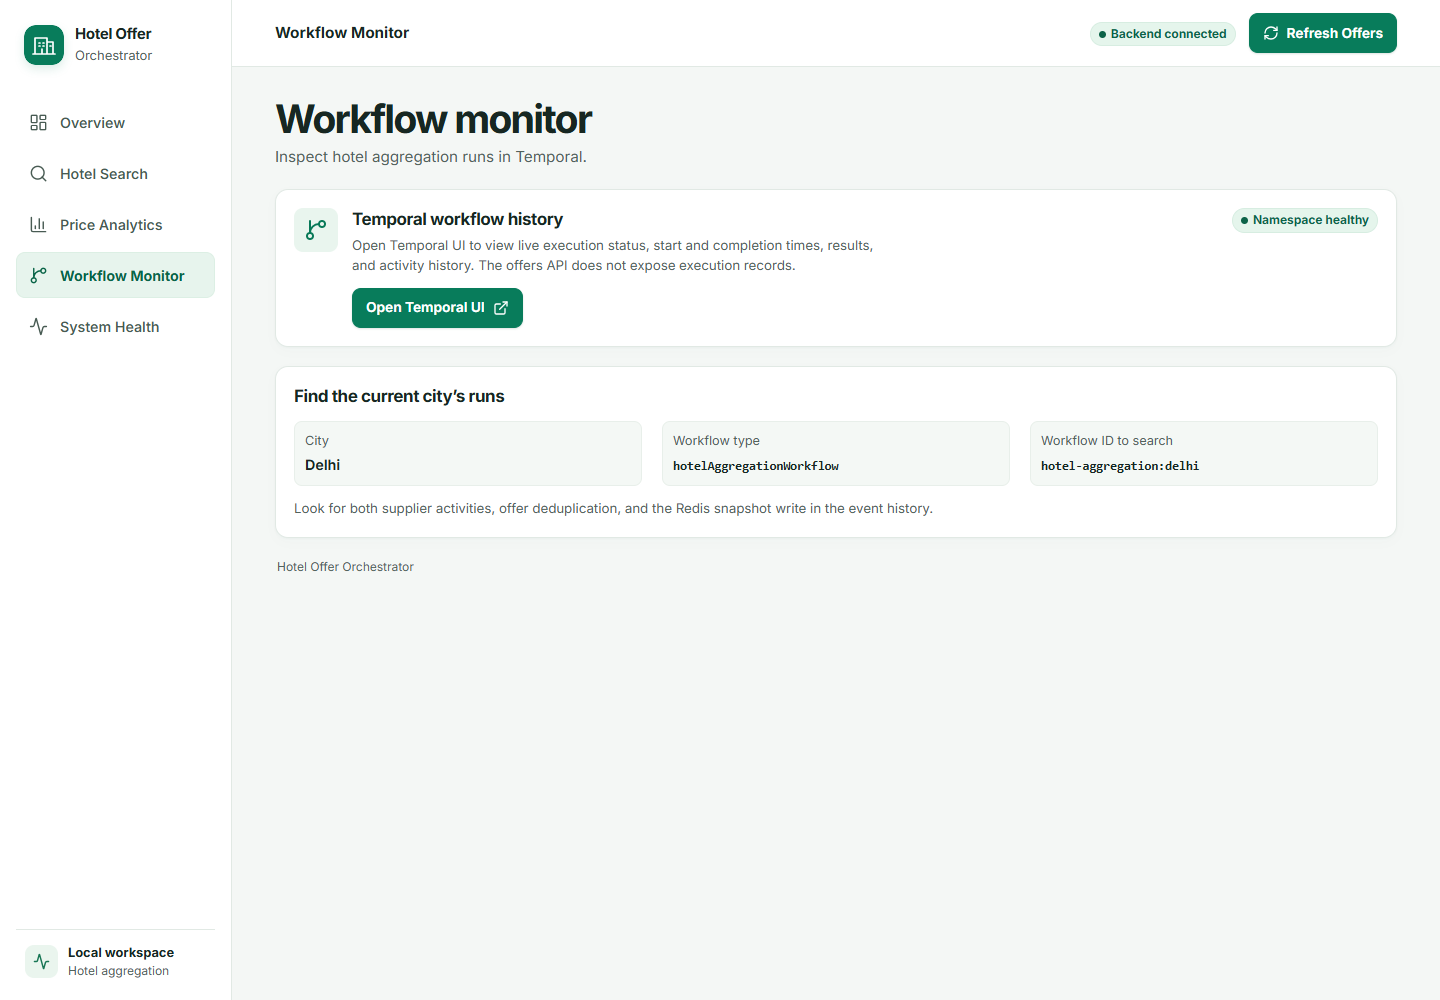 Hotel Offer
Orchestrator
Overview
Hotel Search
Price Analytics
Workflow Monitor
System Health
Local workspace
Hotel aggregation
Workflow Monitor
Backend connected
Refresh Offers
Workflow monitor
Inspect hotel aggregation runs in Temporal.
Temporal workflow history
Namespace healthy
Open Temporal UI to view live execution status, start and completion times, results,
and activity history. The offers API does not expose execution records.
Open Temporal UI
Find the current city’s runs
City
Delhi
Workflow type
hotelAggregationWorkflow
Workflow ID to search
hotel-aggregation:delhi
Look for both supplier activities, offer deduplication, and the Redis snapshot write in the event history.
Hotel Offer Orchestrator